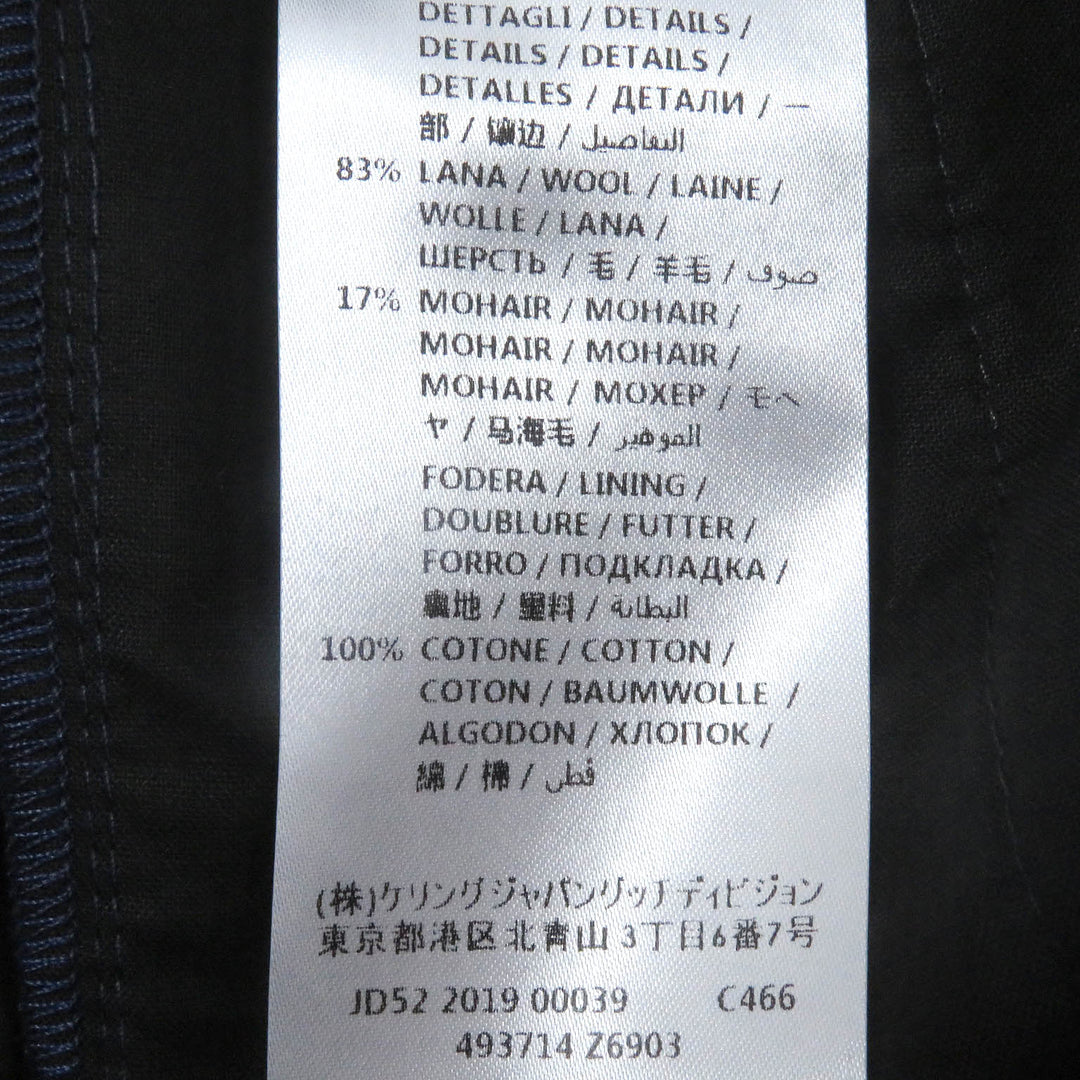 DETTAGLI / DETAILS /
DETAILS / DETAILS /
DETALLES / ДЕТАЛИ / 一
部 / 镶边 / التفاصيل
83% LANA / WOOL / LAINE /
WOLLE / LANA /
ШЕРСТЬ / 毛 / 羊毛 / صوف
17% MOHAIR / MOHAIR /
MOHAIR / MOHAIR /
MOHAIR / МОХЕР / モヘ
ヤ / 马海毛 / الموهير
FODERA / LINING /
DOUBLURE / FUTTER /
FORRO / ПОДКЛАДКА /
裏地 / 里料 / البطانة
100% COTONE / COTTON /
COTON / BAUMWOLLE /
ALGODON / ХЛОПОК /
綿 / 棉 / قطن
(株)ケリングジャパングッチディビジョン
東京都港区北青山3丁目6番7号
JD52 2019 00039 C466
493714 Z6903